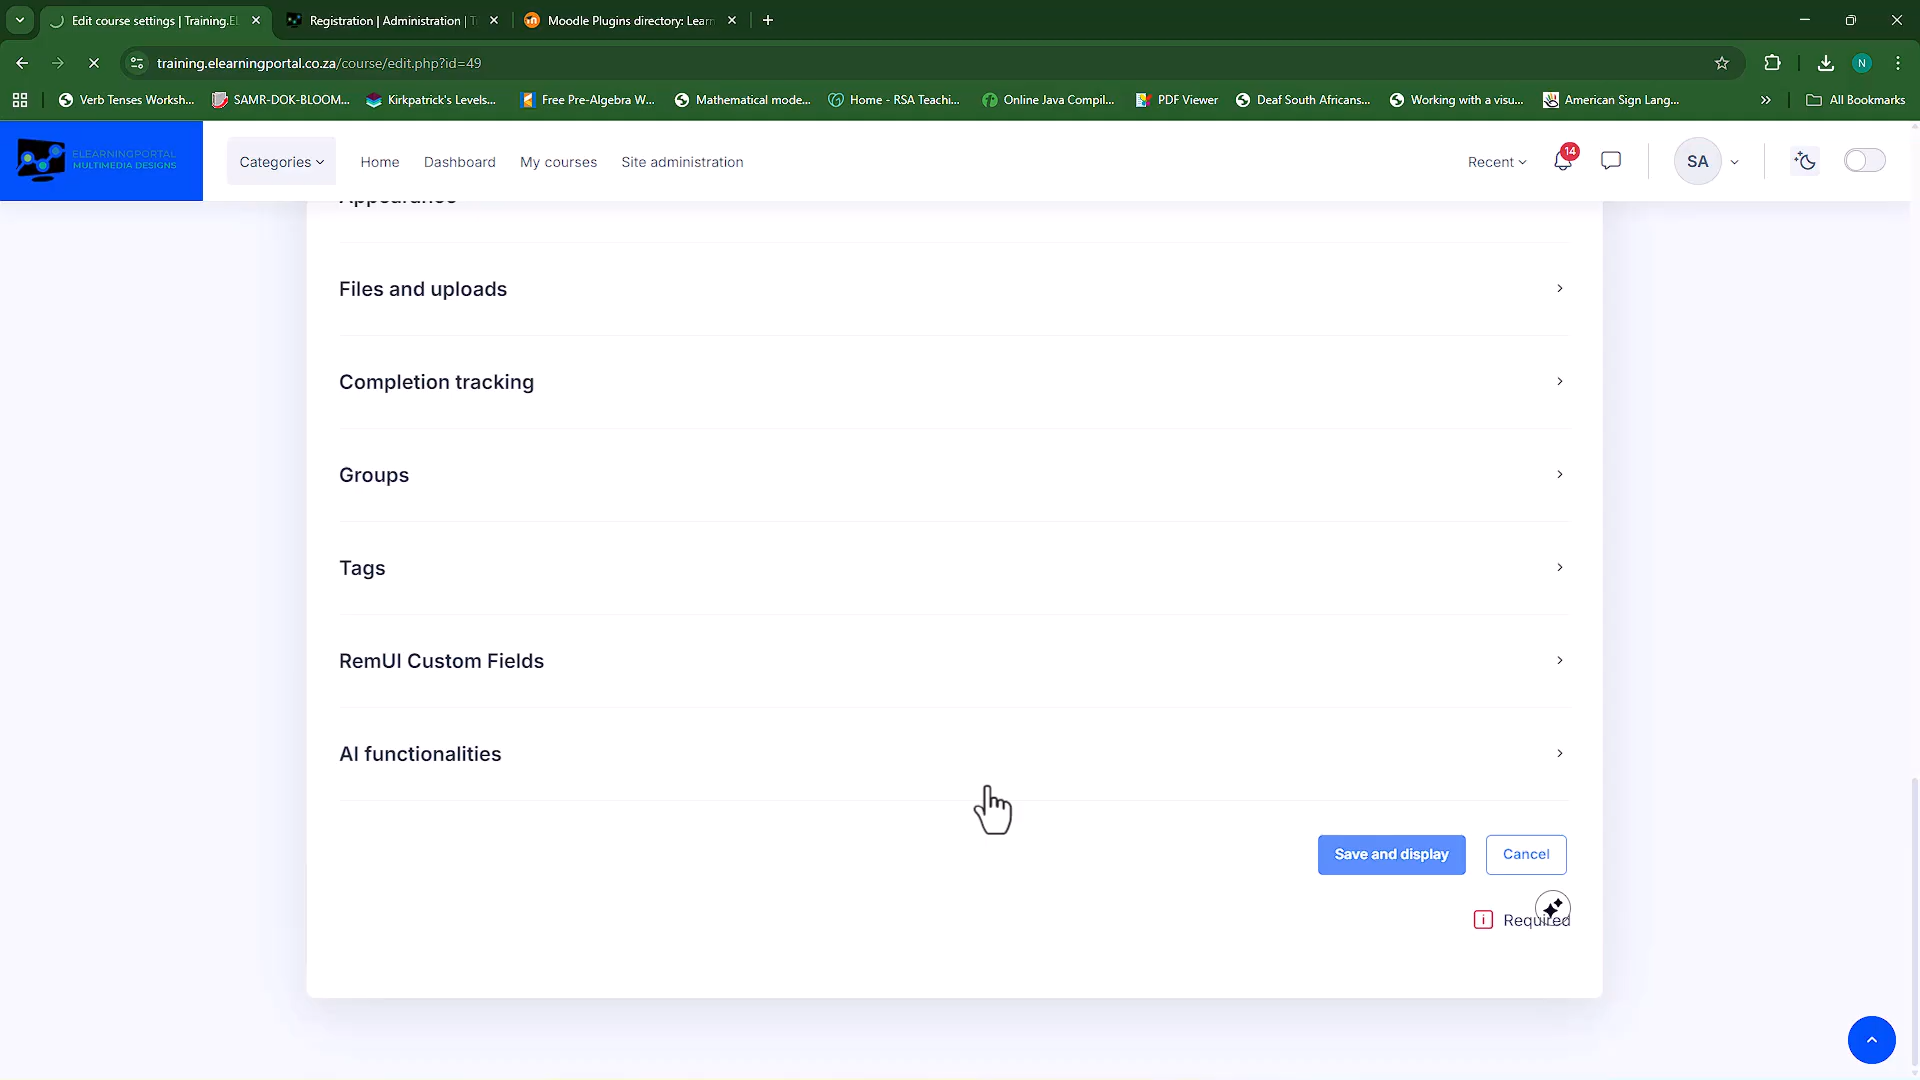 Edit course settings | Training.E
Registration | Administration | T
Moodle Plugins directory: Learn
training.elearningportal.co.za/course/edit.php?id=49
N
Verb Tenses Worksh...
SAMR-DOK-BLOOM...
Kirkpatrick's Levels...
Free Pre-Algebra W...
Mathematical mode...
Home - RSA Teachi...
Online Java Compil...
PDF Viewer
Deaf South Africans...
Working with a visu...
American Sign Lang...
All Bookmarks
ELEARNINGPORTAL
MULTIMEDIA DESIGNS
Categories
Home
Dashboard
My courses
Site administration
Recent
14
SA
Appearance
Files and uploads
Completion tracking
Groups
Tags
RemUI Custom Fields
AI functionalities
Save and display
Cancel
Required